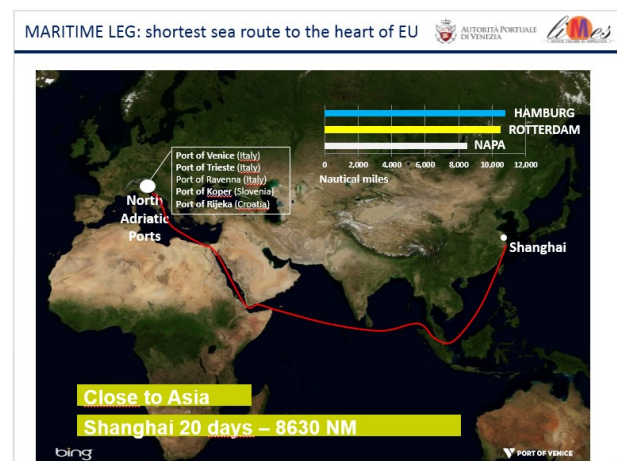 MARITIME LEG: shortest sea route to the heart of EU
AUTORITÀ PORTUALE
DI VENEZIA
limes
HAMBURG
ROTTERDAM
NAPA
0 2,000 4,000 6,000 8,000 10,000 12,000
Nautical miles
Port of Venice (Italy)
Port of Trieste (Italy)
Port of Ravenna (Italy)
Port of Koper (Slovenia)
Port of Rijeka (Croatia)
North
Adriatic
Ports
Shanghai
Close to Asia
Shanghai 20 days – 8630 NM
bing
PORT OF VENICE